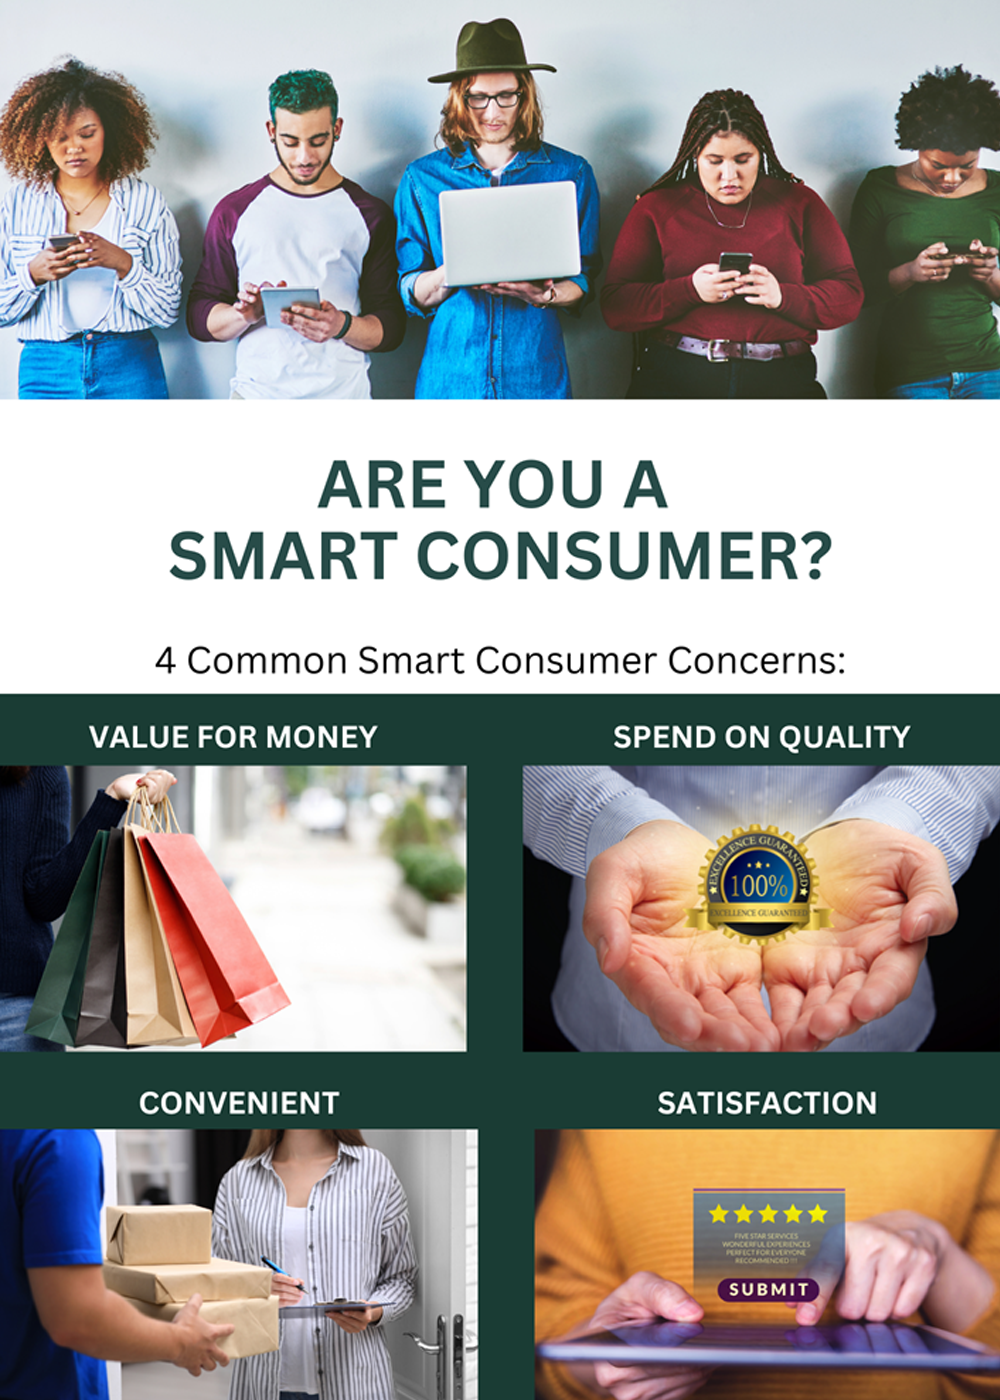 ARE YOU A
SMART CONSUMER?
4 Common Smart Consumer Concerns:
VALUE FOR MONEY
SPEND ON QUALITY
EXCELLENCE GUARANTEED
100%
EXCELLENCE GUARANTEED
CONVENIENT
SATISFACTION
FIVE STAR SERVICES
WONDERFUL EXPERIENCES
PERFECT FOR EVERYONE
RECOMMENDED !!!
SUBMIT